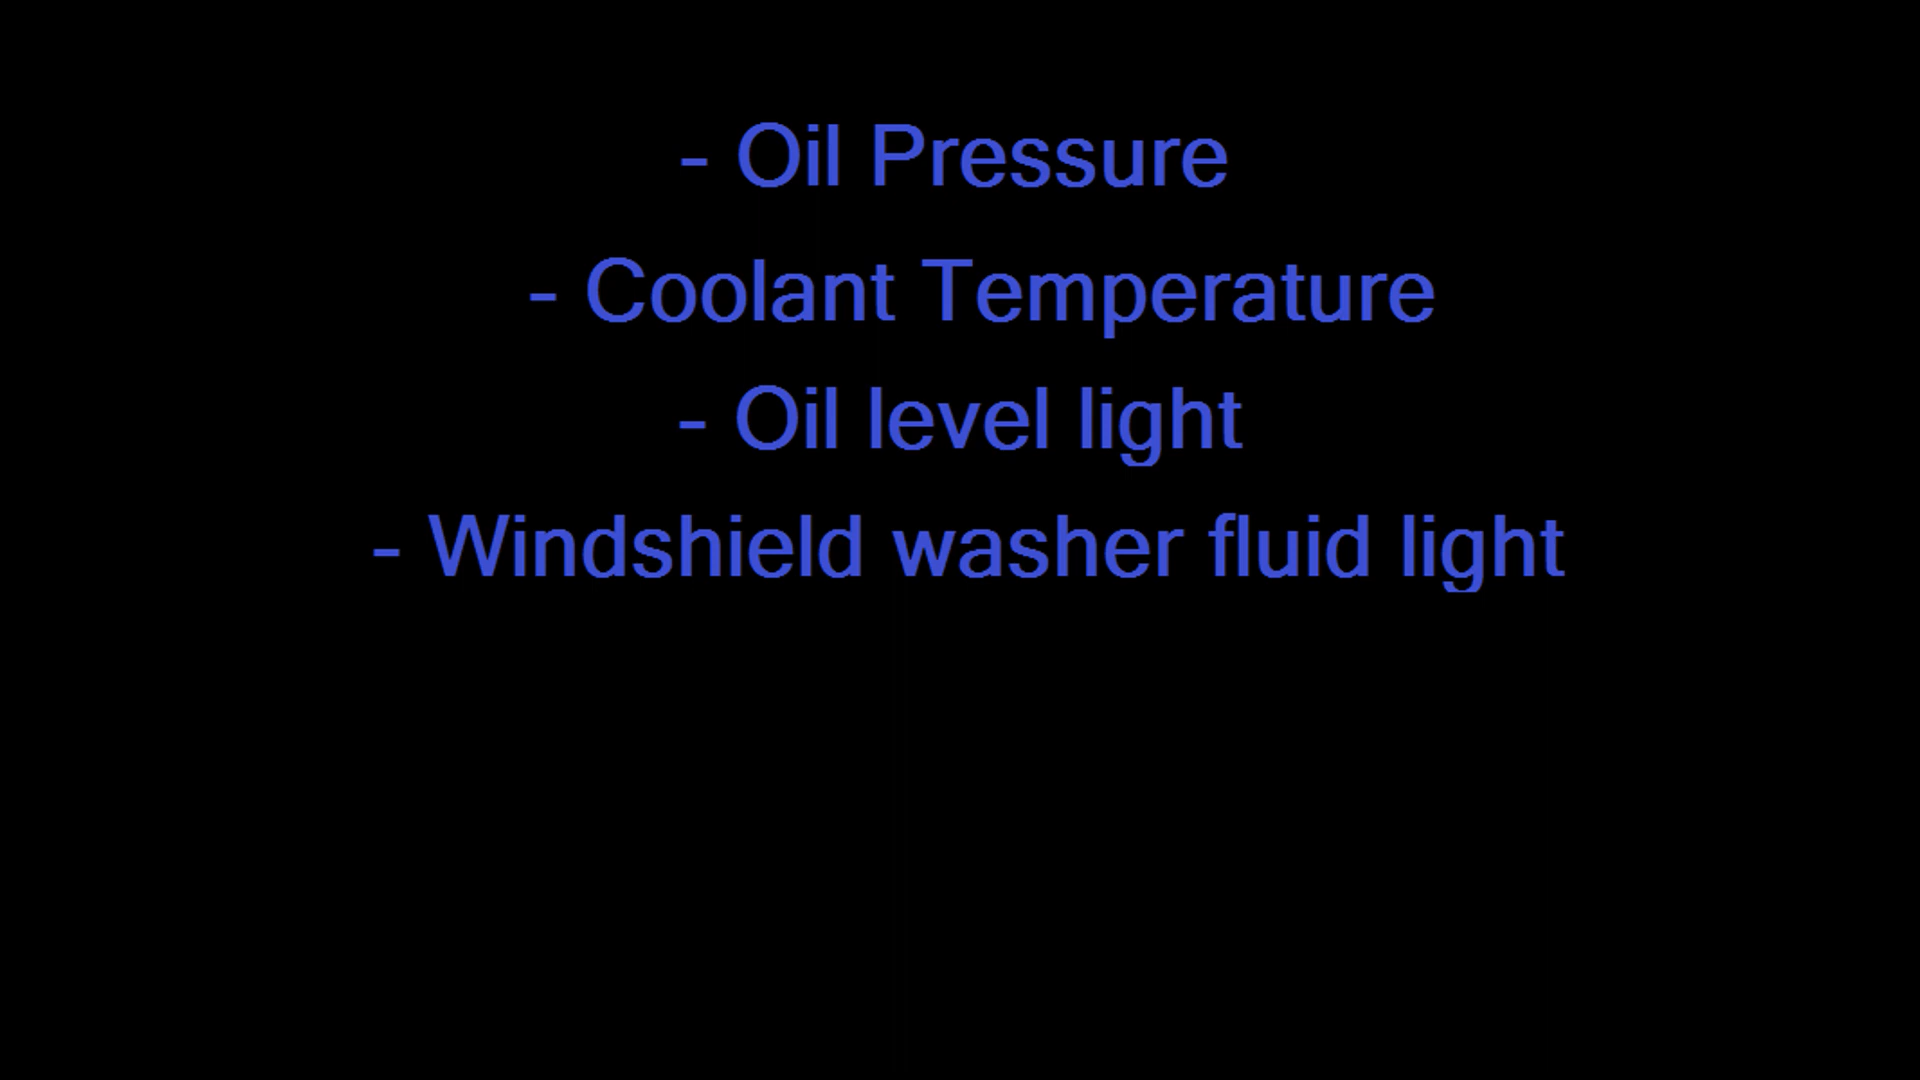 - Oil Pressure
- Coolant Temperature
- Oil level light
- Windshield washer fluid light